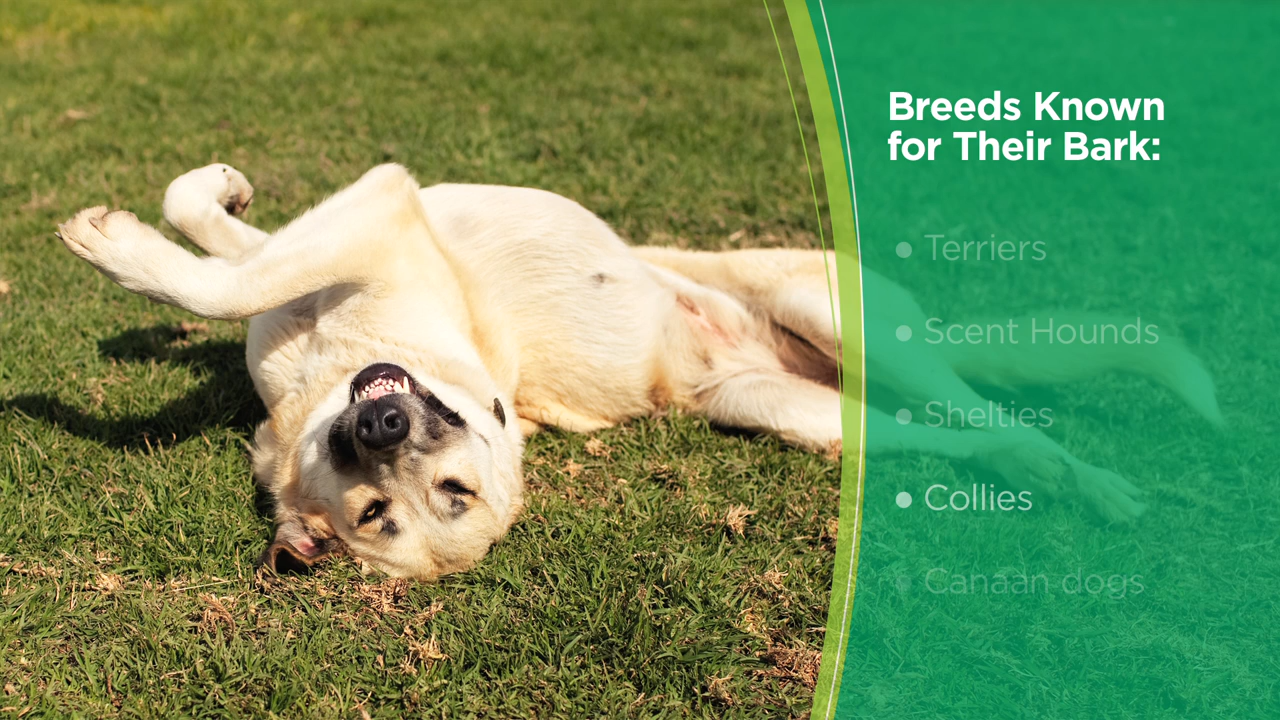 Breeds Known
for Their Bark:
• Terriers
• Scent Hounds
• Shelties
• Collies
• Canaan dogs